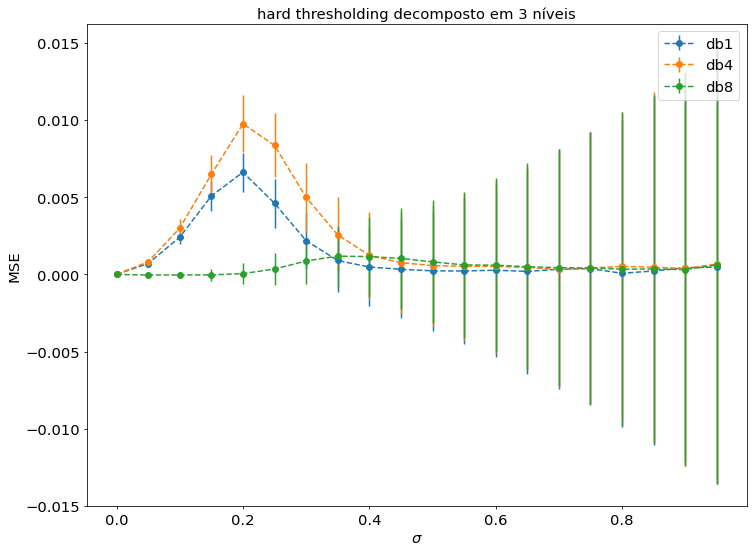 hard thresholding decomposto em 3 níveis
db1
db4
db8
MSE
0.015
0.010
0.005
0.000
−0.005
−0.010
−0.015
0.0 0.2 0.4 0.6 0.8
σ